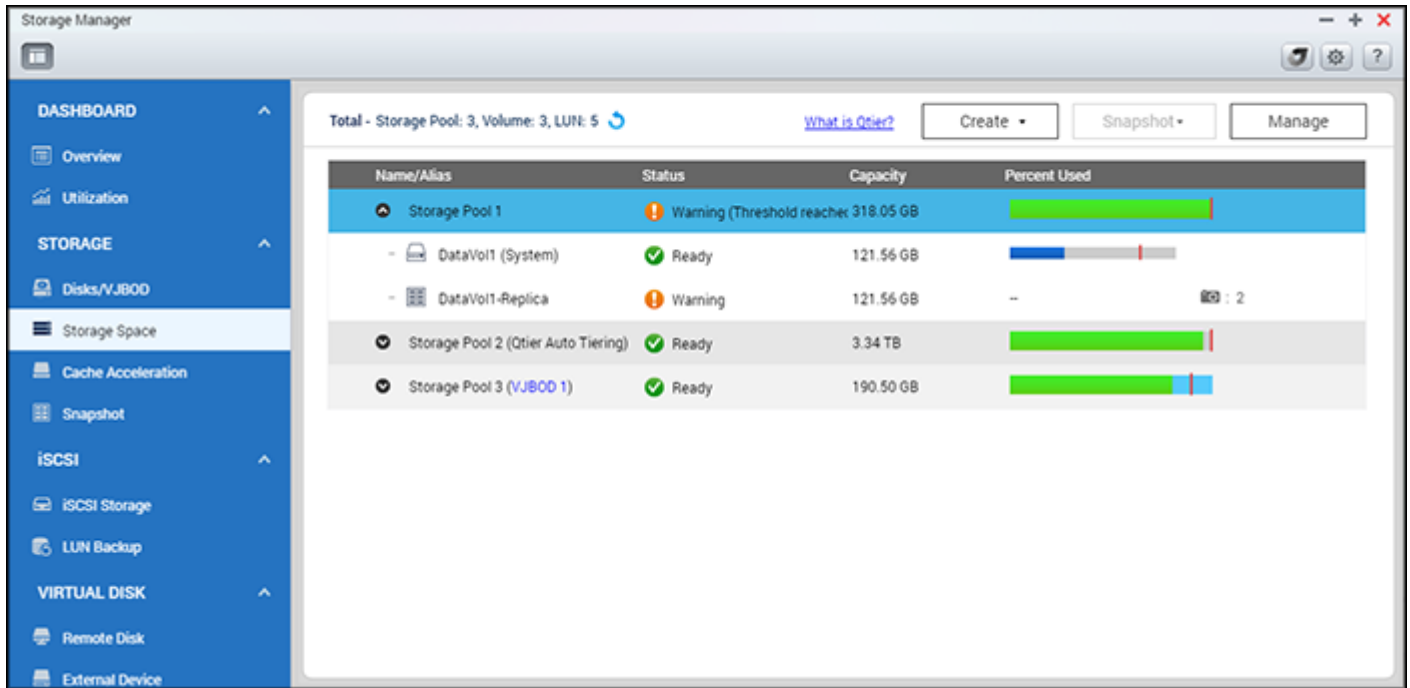 Storage Manager
?
DASHBOARD
Overview
Utilization
STORAGE
Disks/VJBOD
Storage Space
Cache Acceleration
Snapshot
iSCSI
iSCSI Storage
LUN Backup
VIRTUAL DISK
Remote Disk
External Device
Total - Storage Pool: 3, Volume: 3, LUN: 5 What is Qtier? Create Snapshot Manage
Name/Alias Status Capacity Percent Used
Storage Pool 1 Warning (Threshold reached 318.05 GB
DataVol1 (System) Ready 121.56 GB
DataVol1-Replica Warning 121.56 GB -- : 2
Storage Pool 2 (Qtier Auto Tiering) Ready 3.34 TB
Storage Pool 3 (VJBOD 1) Ready 190.50 GB